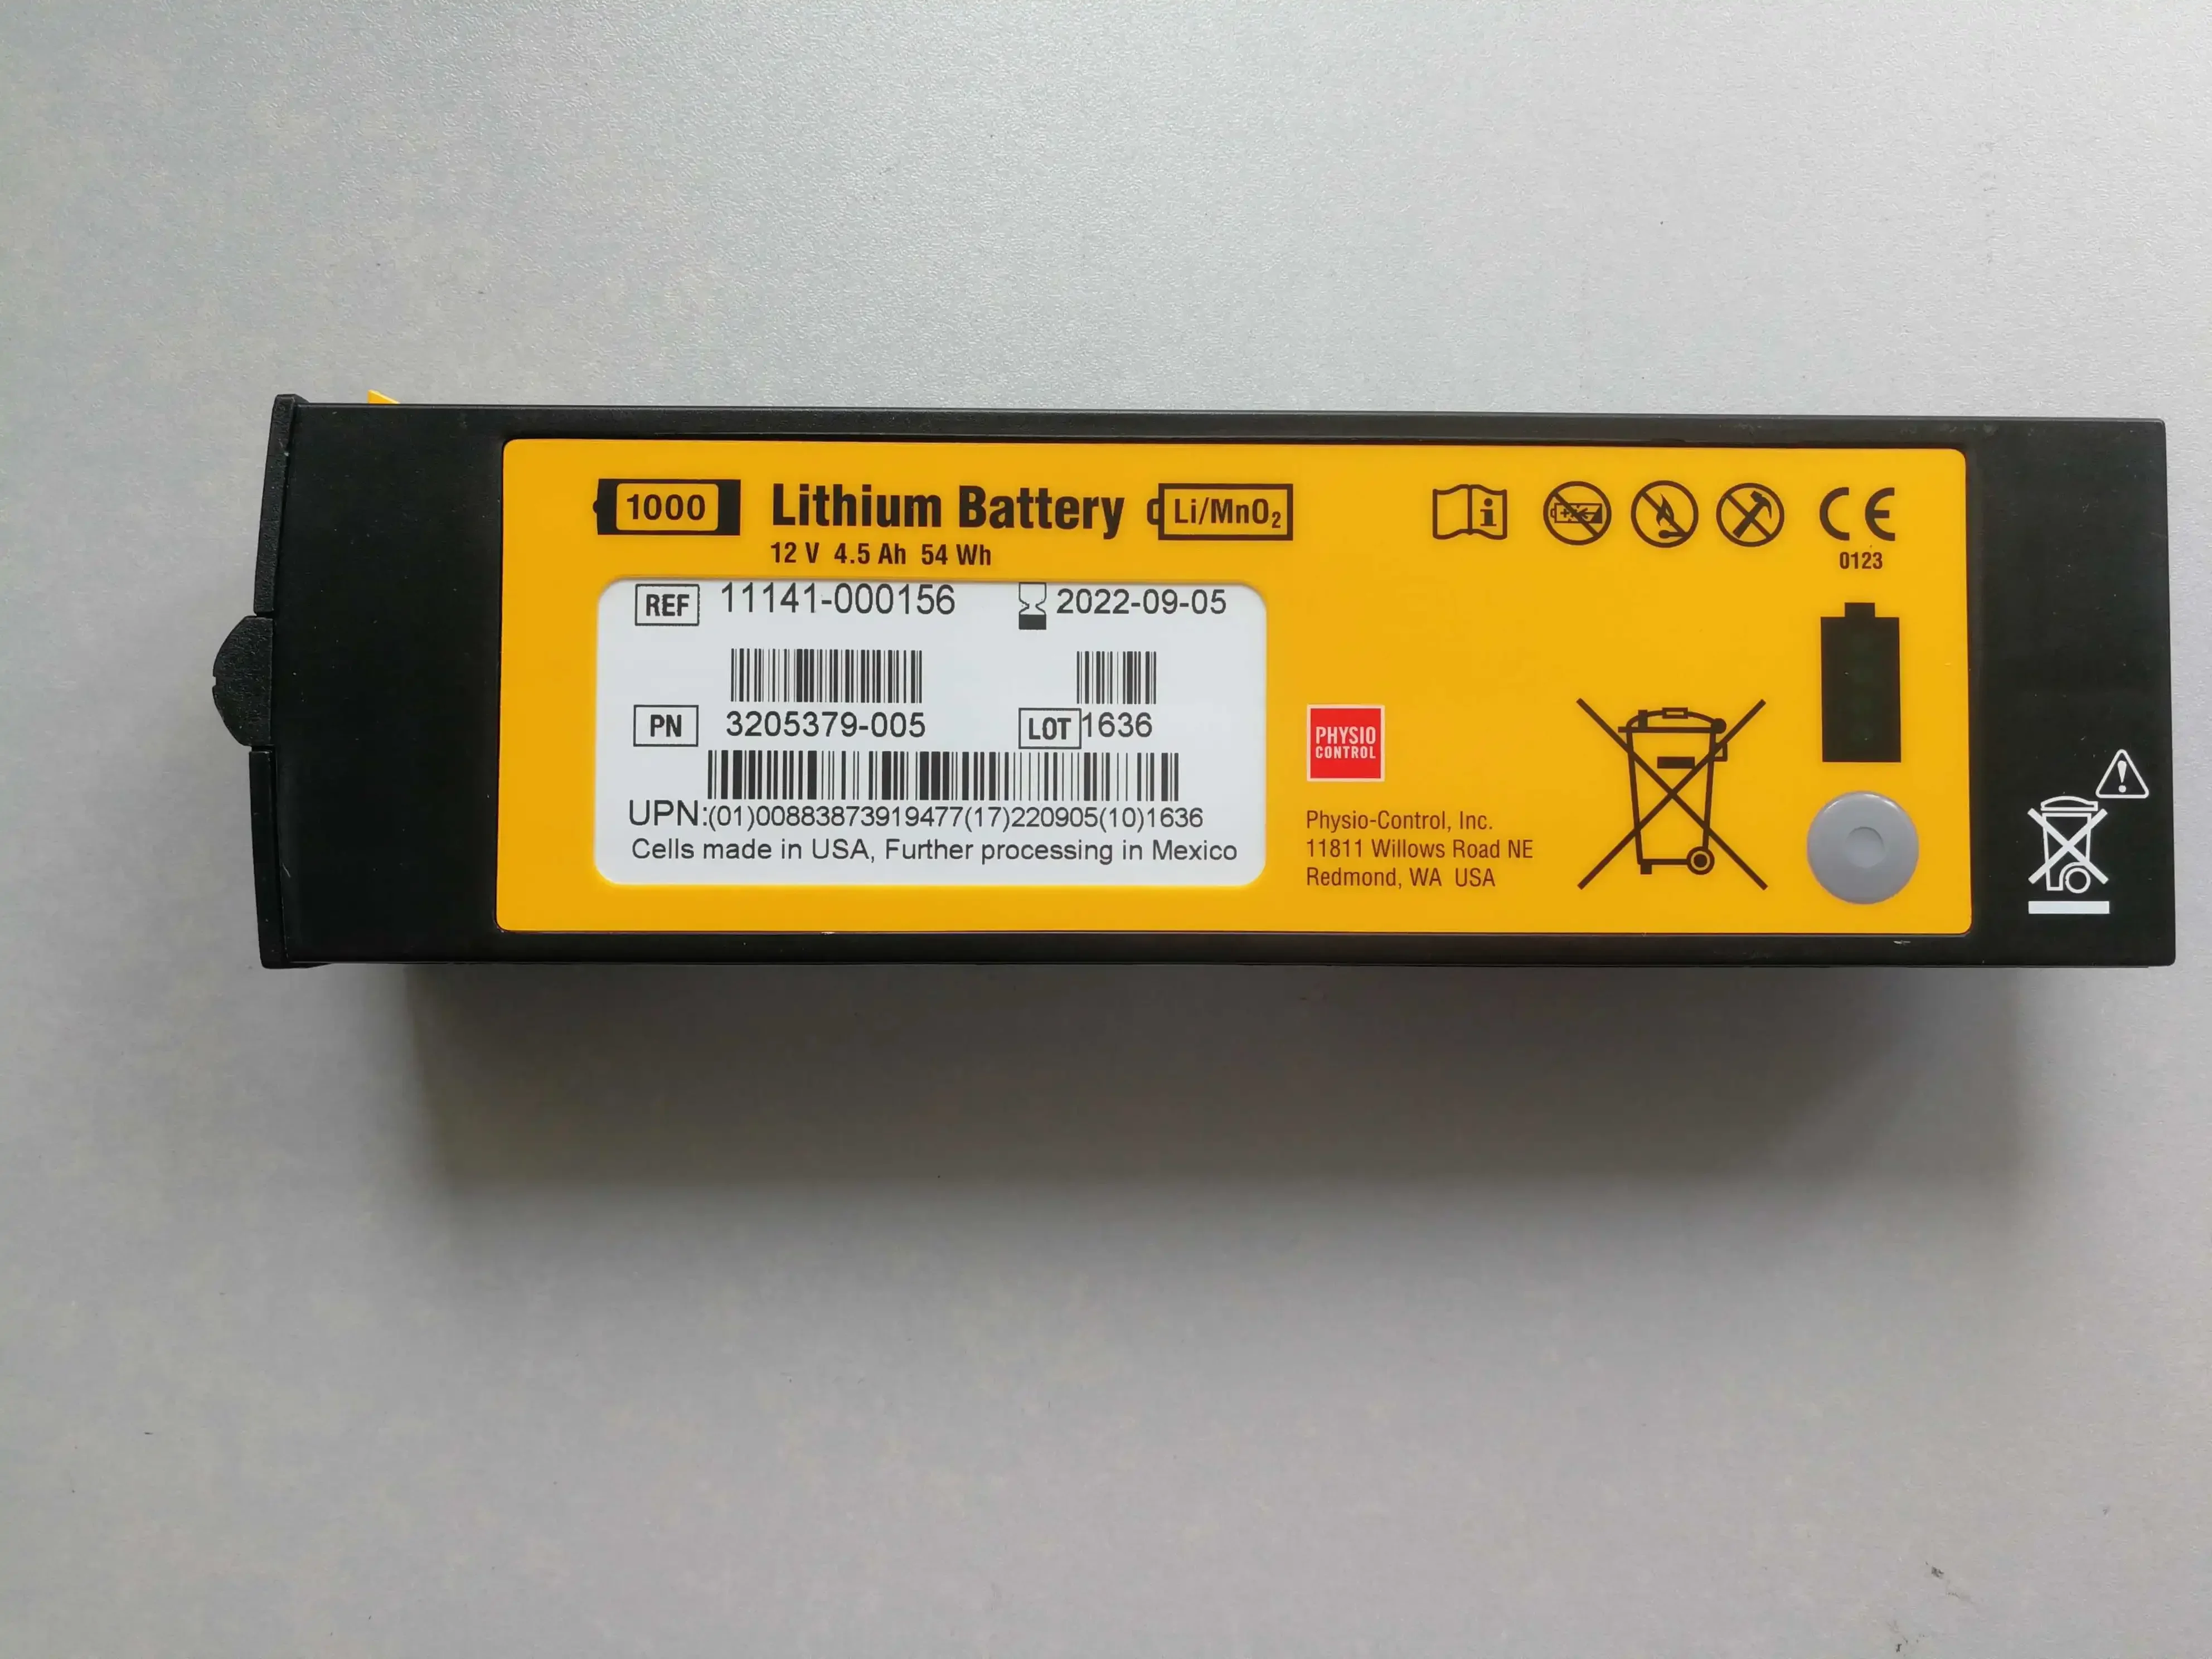 1000 Lithium Battery Li/MnO₂
12 V 4.5 Ah 54 Wh
CE
0123
REF 11141-000156 2022-09-05
PN 3205379-005 LOT 1636
UPN:(01)00883873919477(17)220905(10)1636
Cells made in USA, Further processing in Mexico
PHYSIO
CONTROL
Physio-Control, Inc.
11811 Willows Road NE
Redmond, WA USA